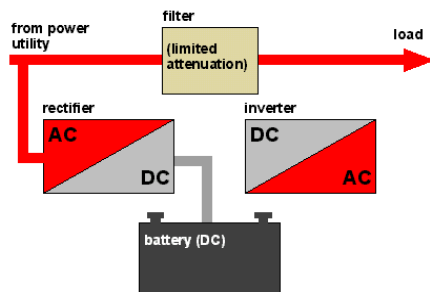 filter
from power
utility
(limited
attenuation)
load
rectifier
inverter
AC
DC
DC
AC
battery (DC)